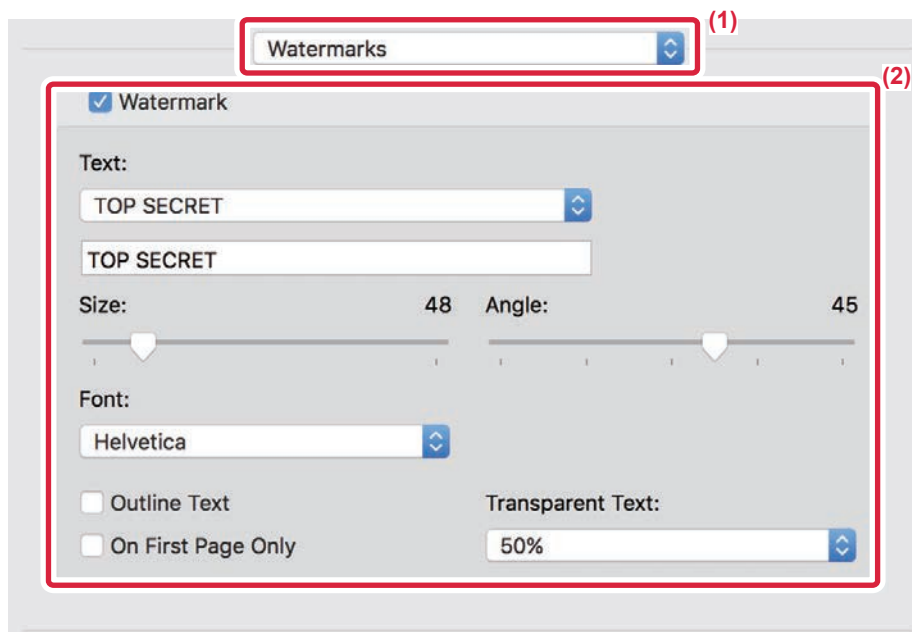 (1)
Watermarks
(2)
Watermark
Text:
TOP SECRET
TOP SECRET
Size: 48 Angle: 45
Font:
Helvetica
Outline Text Transparent Text:
On First Page Only 50%